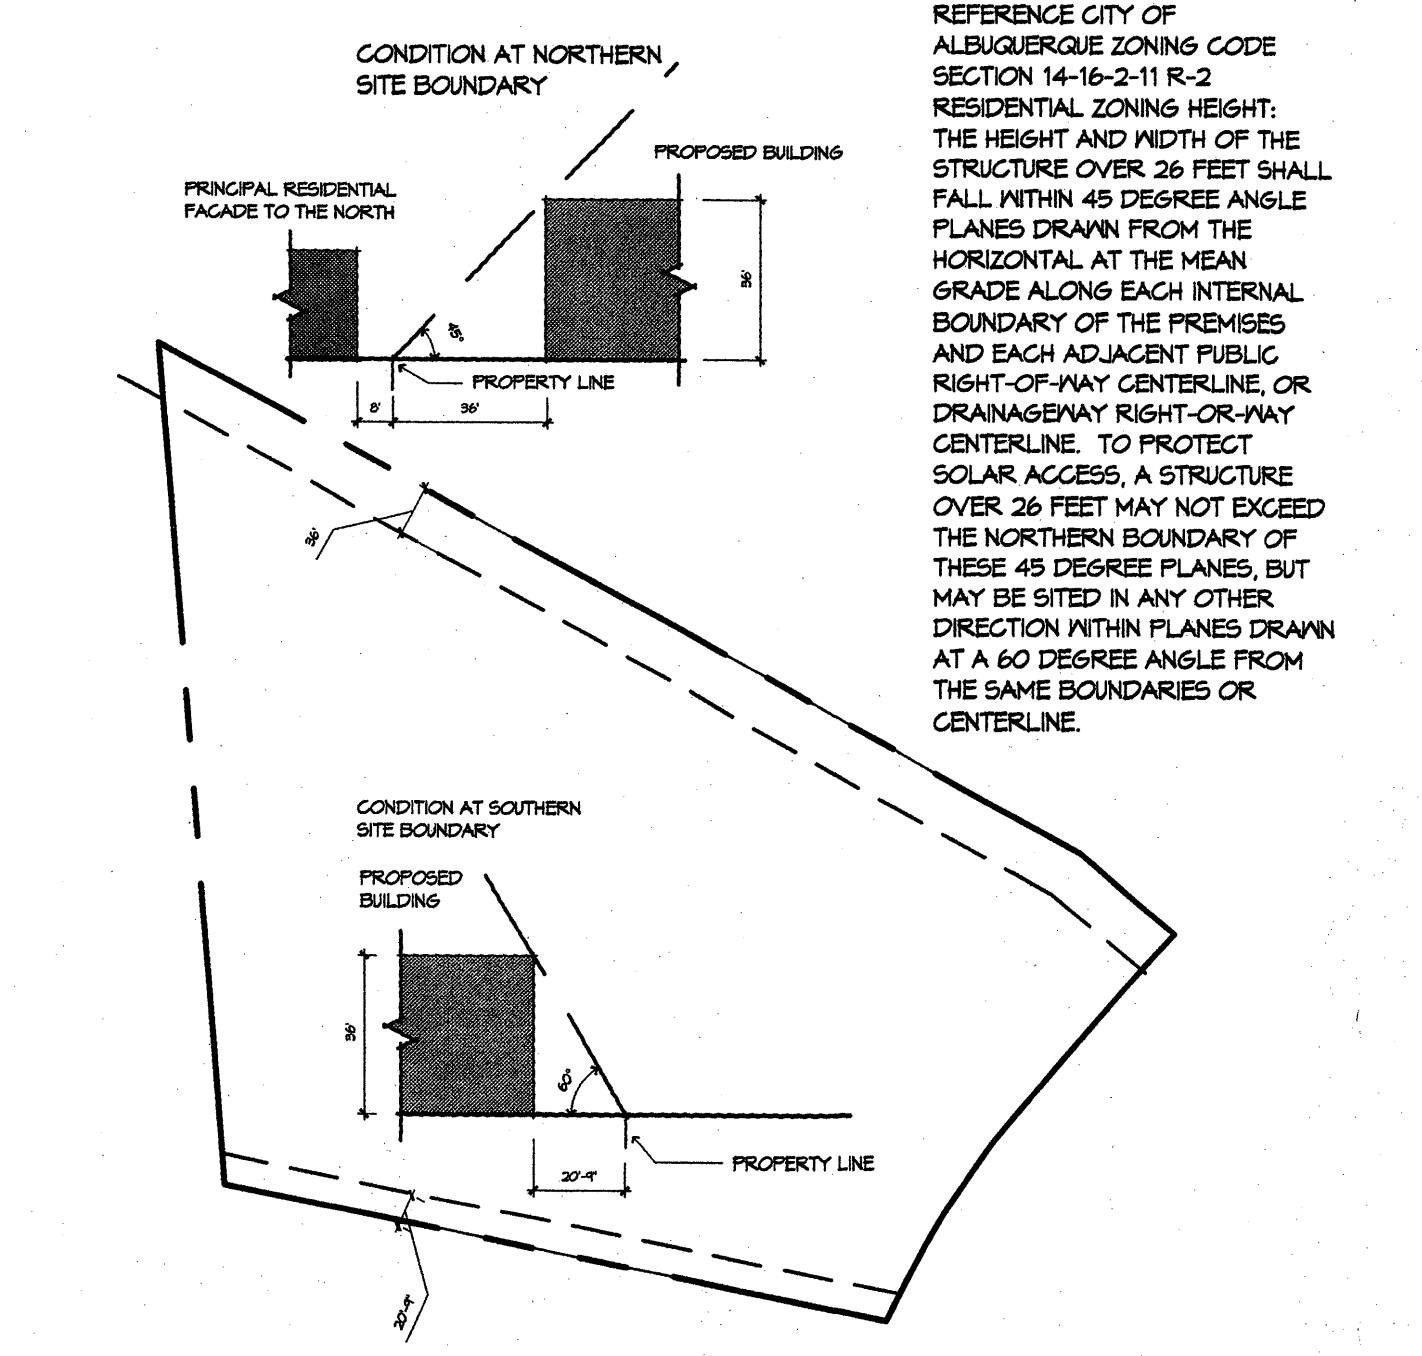 CONDITION AT NORTHERN
SITE BOUNDARY
PROPOSED BUILDING
PRINCIPAL RESIDENTIAL
FACADE TO THE NORTH
36'
45°
PROPERTY LINE
8'
36'
36'
REFERENCE CITY OF
ALBUQUERQUE ZONING CODE
SECTION 14-16-2-11 R-2
RESIDENTIAL ZONING HEIGHT:
THE HEIGHT AND WIDTH OF THE
STRUCTURE OVER 26 FEET SHALL
FALL WITHIN 45 DEGREE ANGLE
PLANES DRAWN FROM THE
HORIZONTAL AT THE MEAN
GRADE ALONG EACH INTERNAL
BOUNDARY OF THE PREMISES
AND EACH ADJACENT PUBLIC
RIGHT-OF-WAY CENTERLINE, OR
DRAINAGEWAY RIGHT-OR-WAY
CENTERLINE. TO PROTECT
SOLAR ACCESS, A STRUCTURE
OVER 26 FEET MAY NOT EXCEED
THE NORTHERN BOUNDARY OF
THESE 45 DEGREE PLANES, BUT
MAY BE SITED IN ANY OTHER
DIRECTION WITHIN PLANES DRAWN
AT A 60 DEGREE ANGLE FROM
THE SAME BOUNDARIES OR
CENTERLINE.
CONDITION AT SOUTHERN
SITE BOUNDARY
PROPOSED
BUILDING
36'
60°
PROPERTY LINE
20'-9"
20'-9"